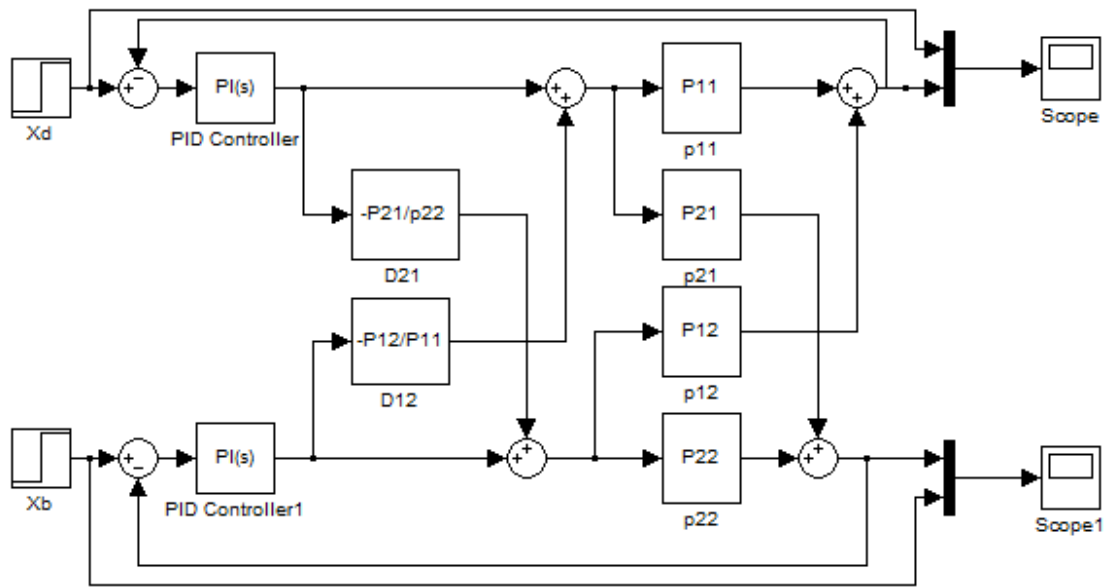 Xd
+
−
PI(s)
PID Controller
+
+
P11
p11
+
+
Scope
-P21/p22
D21
P21
p21
-P12/P11
D12
P12
p12
Xb
+
−
PI(s)
PID Controller1
+
+
P22
p22
+
+
Scope1